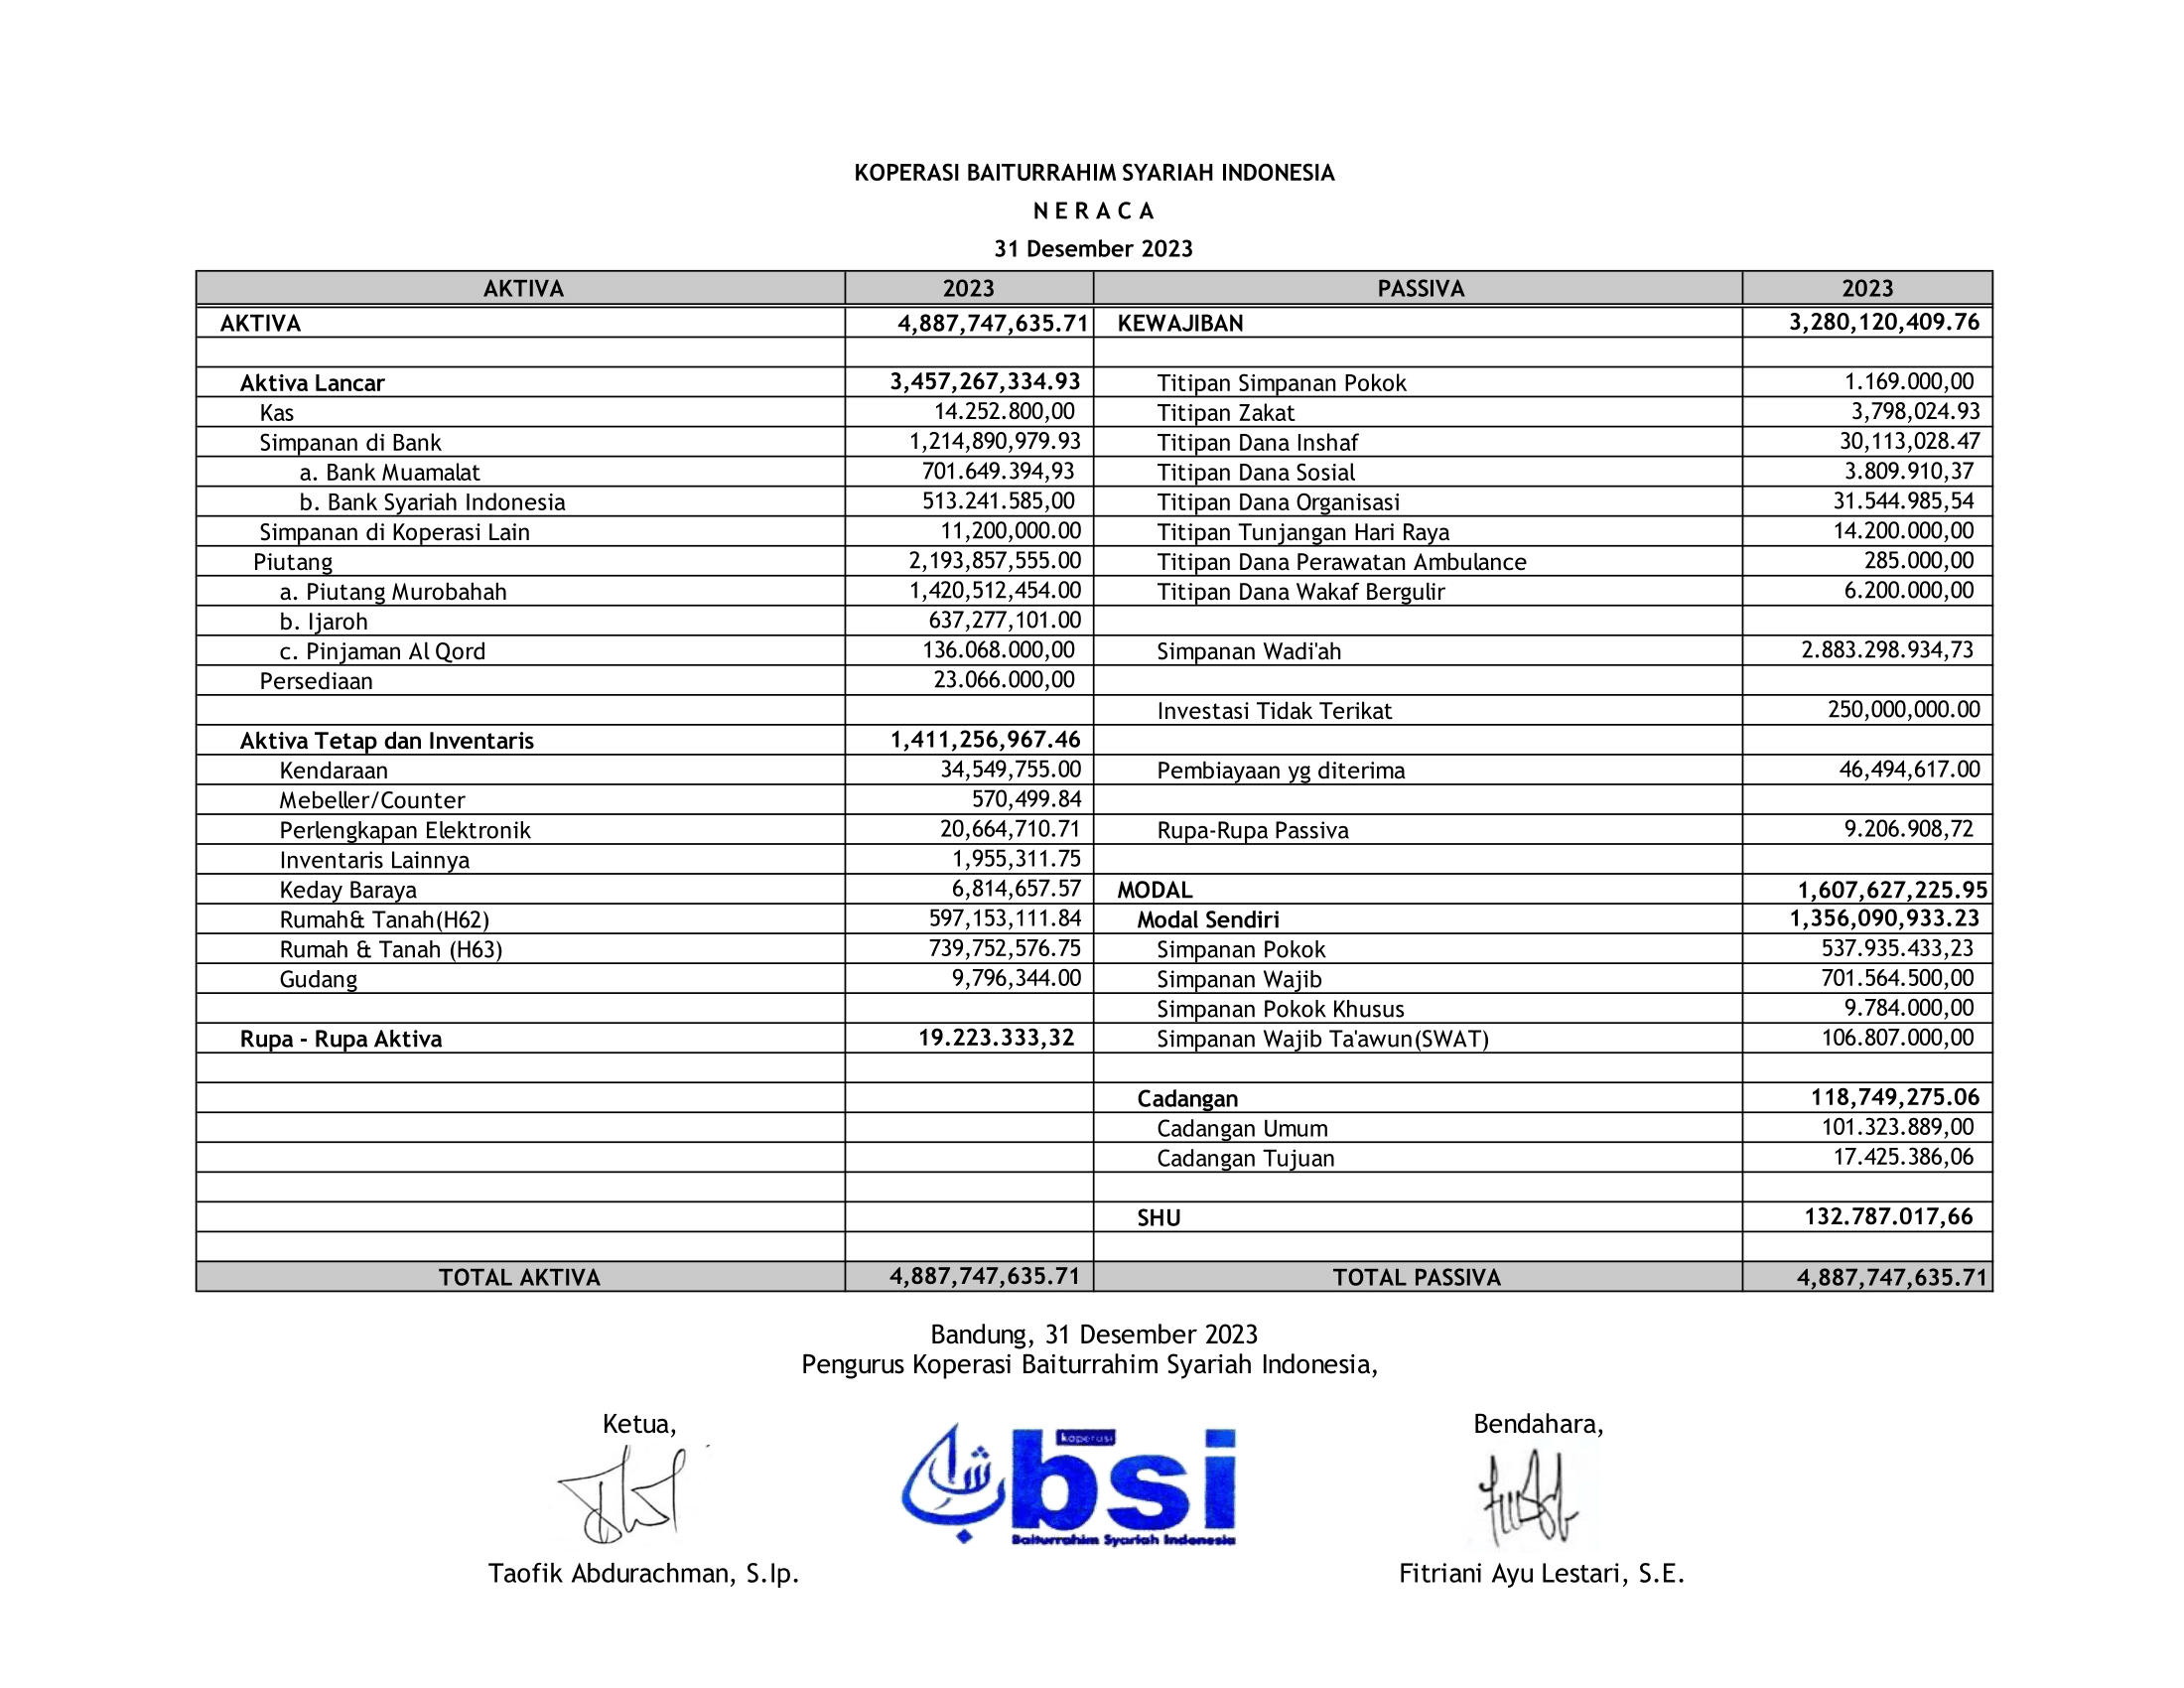 KOPERASI BAITURRAHIM SYARIAH INDONESIA
N E R A C A
31 Desember 2023
AKTIVA 2023 PASSIVA 2023
AKTIVA 4,887,747,635.71 KEWAJIBAN 3,280,120,409.76
Aktiva Lancar 3,457,267,334.93 Titipan Simpanan Pokok 1.169.000,00
Kas 14.252.800,00 Titipan Zakat 3,798,024.93
Simpanan di Bank 1,214,890,979.93 Titipan Dana Inshaf 30,113,028.47
a. Bank Muamalat 701.649.394,93 Titipan Dana Sosial 3.809.910,37
b. Bank Syariah Indonesia 513.241.585,00 Titipan Dana Organisasi 31.544.985,54
Simpanan di Koperasi Lain 11,200,000.00 Titipan Tunjangan Hari Raya 14.200.000,00
Piutang 2,193,857,555.00 Titipan Dana Perawatan Ambulance 285.000,00
a. Piutang Murobahah 1,420,512,454.00 Titipan Dana Wakaf Bergulir 6.200.000,00
b. Ijaroh 637,277,101.00
c. Pinjaman Al Qord 136.068.000,00 Simpanan Wadi'ah 2.883.298.934,73
Persediaan 23.066.000,00
Investasi Tidak Terikat 250,000,000.00
Aktiva Tetap dan Inventaris 1,411,256,967.46
Kendaraan 34,549,755.00 Pembiayaan yg diterima 46,494,617.00
Mebeller/Counter 570,499.84
Perlengkapan Elektronik 20,664,710.71 Rupa-Rupa Passiva 9.206.908,72
Inventaris Lainnya 1,955,311.75
Keday Baraya 6,814,657.57 MODAL 1,607,627,225.95
Rumah& Tanah(H62) 597,153,111.84 Modal Sendiri 1,356,090,933.23
Rumah & Tanah (H63) 739,752,576.75 Simpanan Pokok 537.935.433,23
Gudang 9,796,344.00 Simpanan Wajib 701.564.500,00
Simpanan Pokok Khusus 9.784.000,00
Rupa - Rupa Aktiva 19.223.333,32 Simpanan Wajib Ta'awun(SWAT) 106.807.000,00
Cadangan 118,749,275.06
Cadangan Umum 101.323.889,00
Cadangan Tujuan 17.425.386,06
SHU 132.787.017,66
TOTAL AKTIVA 4,887,747,635.71 TOTAL PASSIVA 4,887,747,635.71
Bandung, 31 Desember 2023
Pengurus Koperasi Baiturrahim Syariah Indonesia,
Ketua, Bendahara,
koperasi
bsi
Baiturrahim Syariah Indonesia
Taofik Abdurachman, S.Ip. Fitriani Ayu Lestari, S.E.